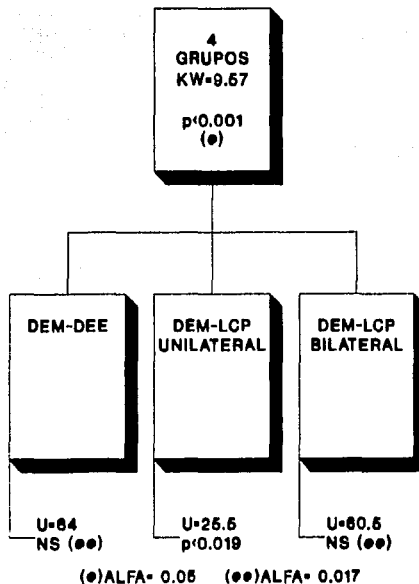 4
GRUPOS
KW=9.57
p<0.001
(@)
DEM-DEE
DEM-LCP
UNILATERAL
DEM-LCP
BILATERAL
U=64
NS (@@)
U=25.5
p<0.019
U=60.5
NS (@@)
(@)ALFA= 0.05 (@@)ALFA= 0.017